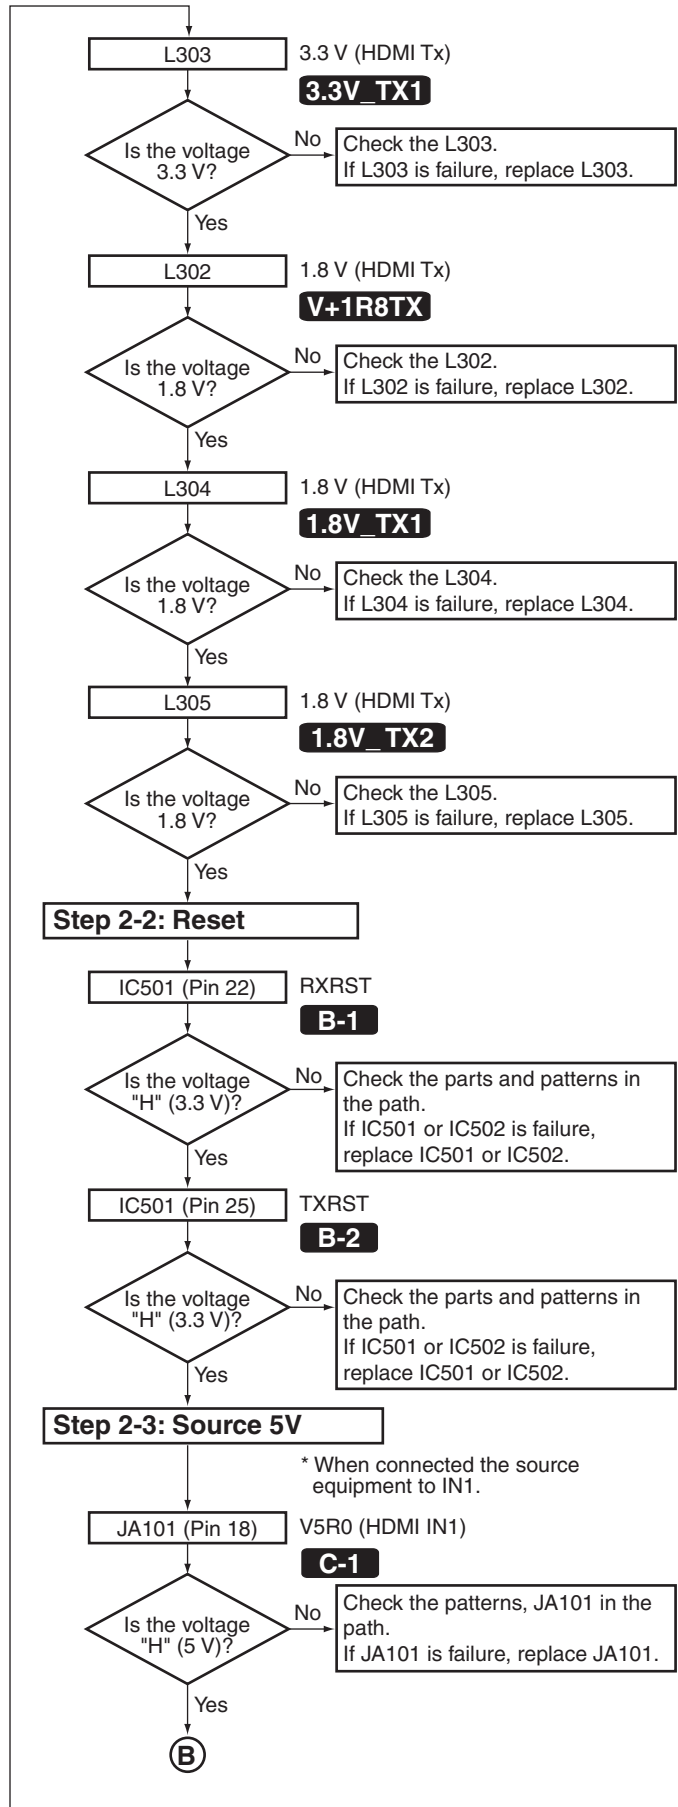 L303
3.3 V (HDMI Tx)
3.3V_TX1
Is the voltage
3.3 V?
No
Check the L303.
If L303 is failure, replace L303.
Yes
L302
1.8 V (HDMI Tx)
V+1R8TX
Is the voltage
1.8 V?
No
Check the L302.
If L302 is failure, replace L302.
Yes
L304
1.8 V (HDMI Tx)
1.8V_TX1
Is the voltage
1.8 V?
No
Check the L304.
If L304 is failure, replace L304.
Yes
L305
1.8 V (HDMI Tx)
1.8V_TX2
Is the voltage
1.8 V?
No
Check the L305.
If L305 is failure, replace L305.
Yes
Step 2-2: Reset
IC501 (Pin 22)
RXRST
B-1
Is the voltage
"H" (3.3 V)?
No
Check the parts and patterns in
the path.
If IC501 or IC502 is failure,
replace IC501 or IC502.
Yes
IC501 (Pin 25)
TXRST
B-2
Is the voltage
"H" (3.3 V)?
No
Check the parts and patterns in
the path.
If IC501 or IC502 is failure,
replace IC501 or IC502.
Yes
Step 2-3: Source 5V
* When connected the source
equipment to IN1.
JA101 (Pin 18)
V5R0 (HDMI IN1)
C-1
Is the voltage
"H" (5 V)?
No
Check the patterns, JA101 in the
path.
If JA101 is failure, replace JA101.
Yes
B